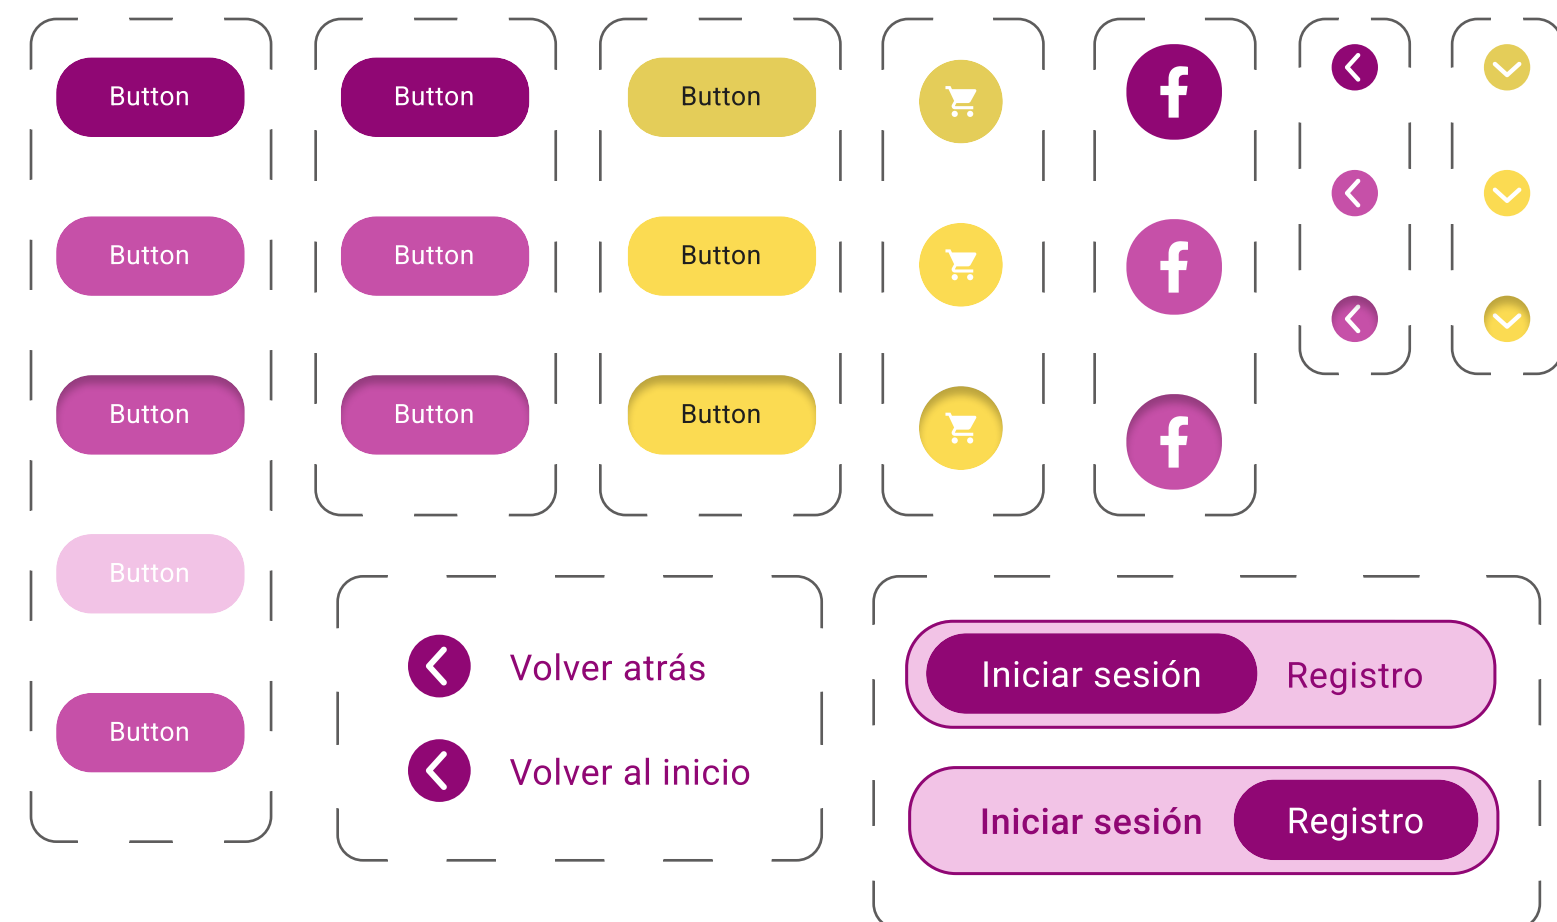 Button
Button
Button
Button
Button
Button
Button
Button
Button
Button
Button
Volver atrás
Volver al inicio
Iniciar sesión Registro
Iniciar sesión Registro